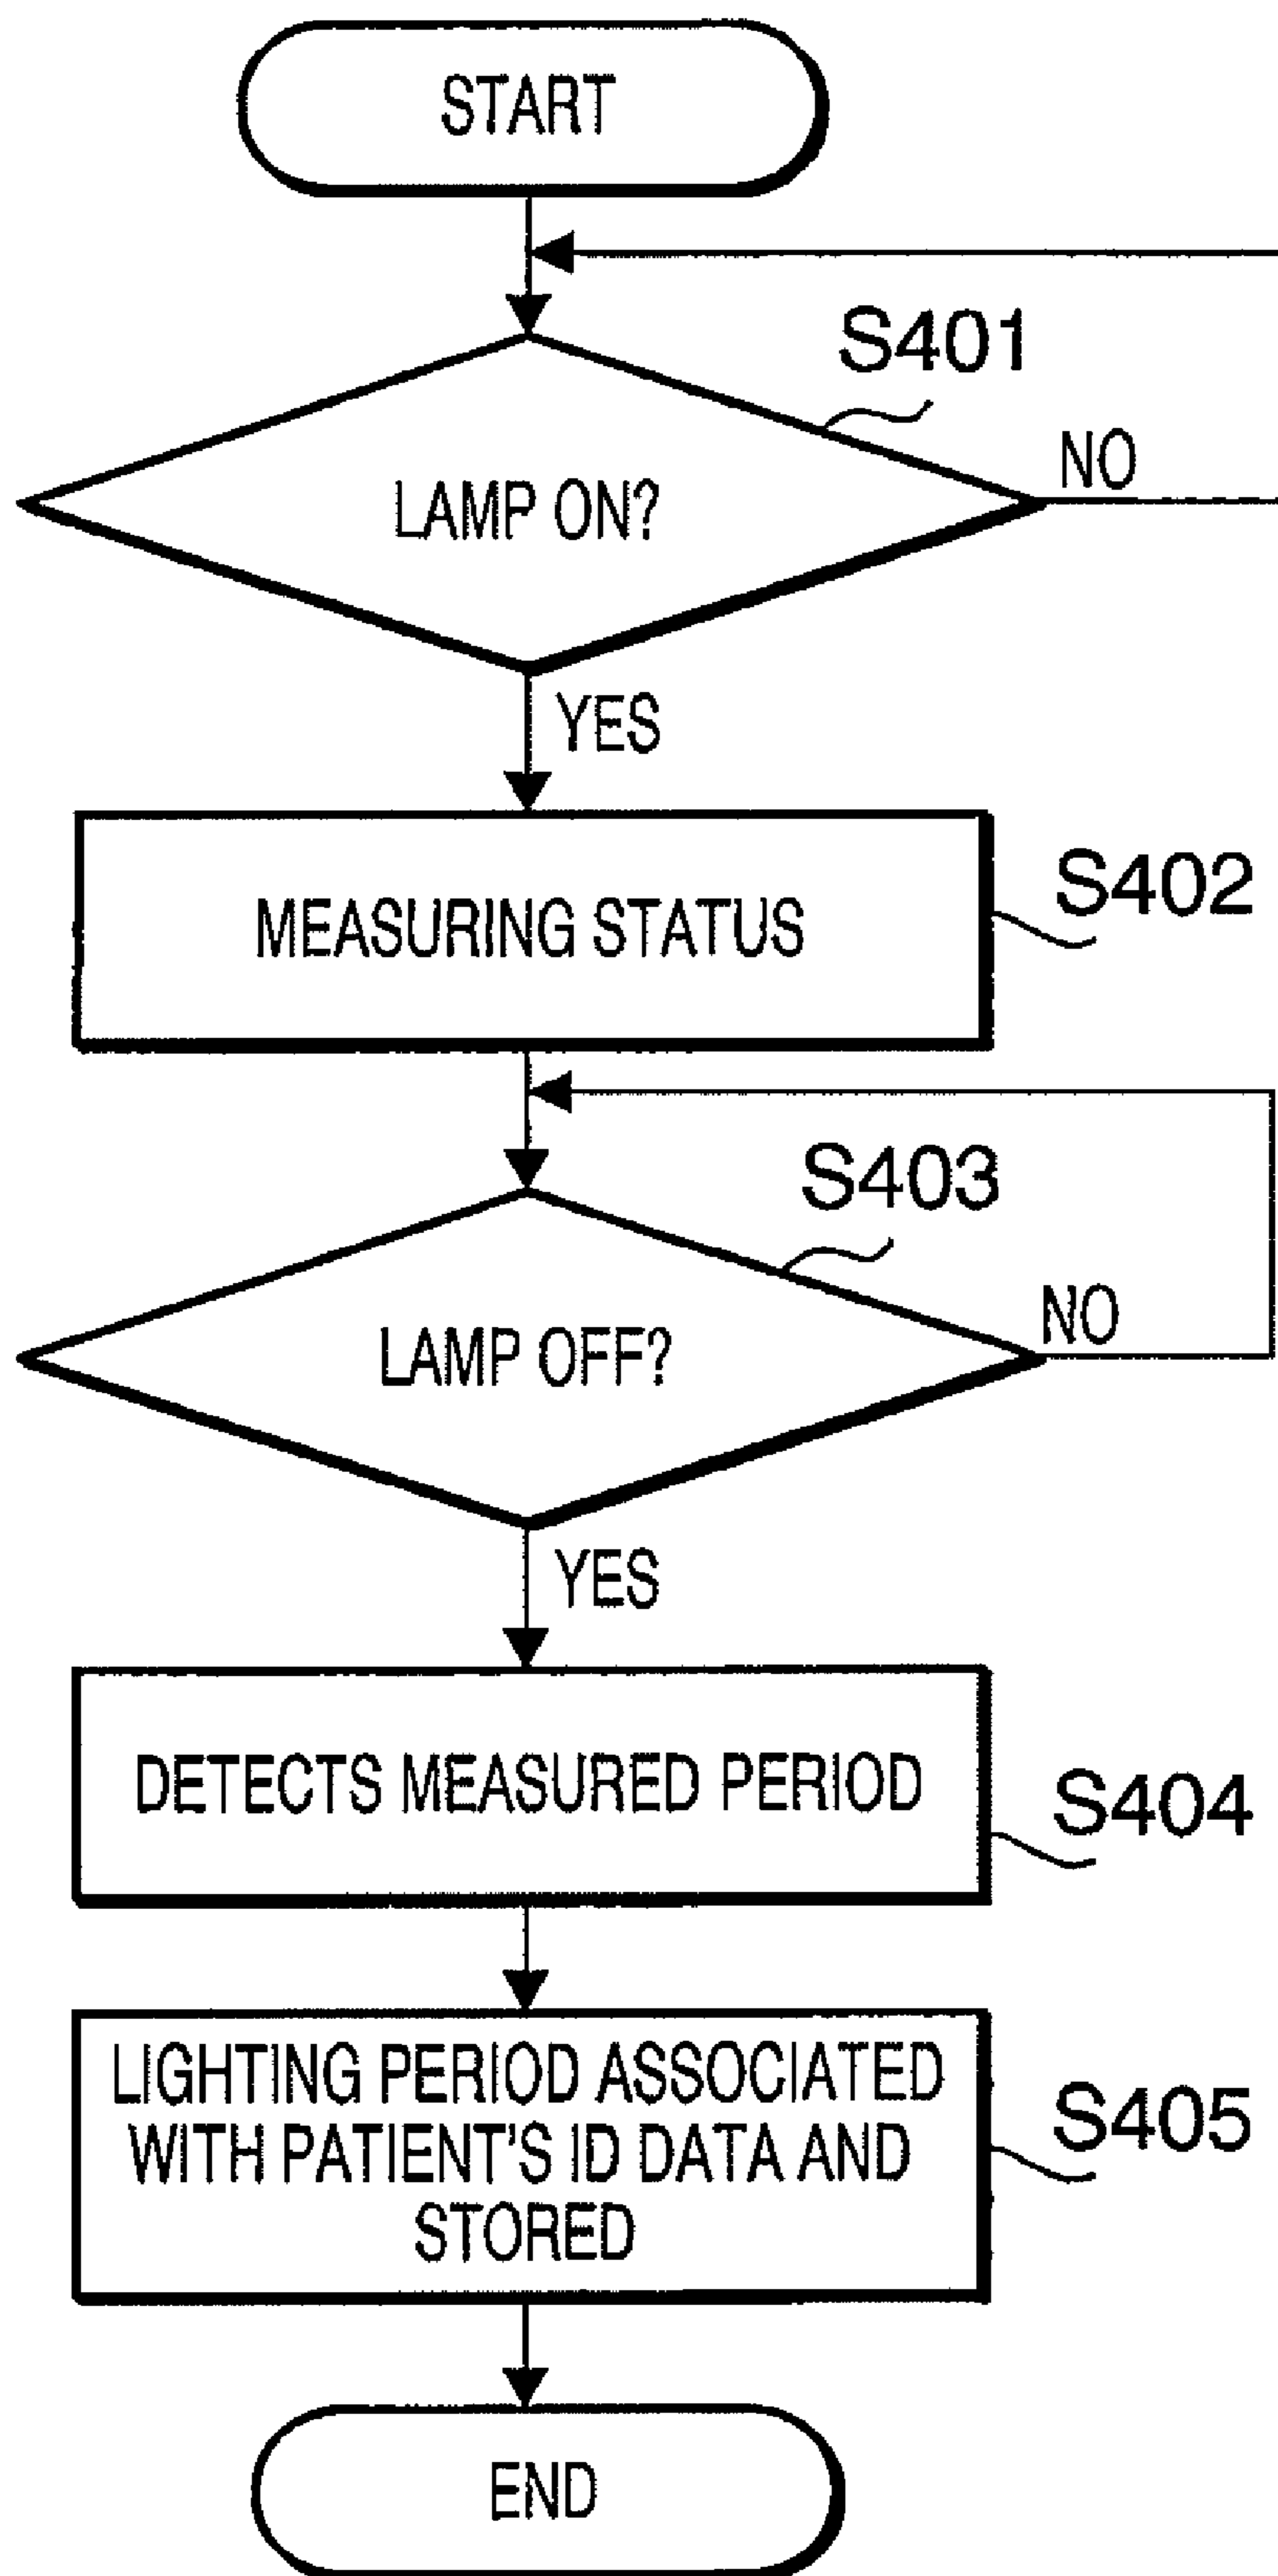 START
S401
LAMP ON?
NO
YES
MEASURING STATUS
S402
S403
LAMP OFF?
NO
YES
DETECTS MEASURED PERIOD
S404
LIGHTING PERIOD ASSOCIATED
WITH PATIENT'S ID DATA AND
STORED
S405
END